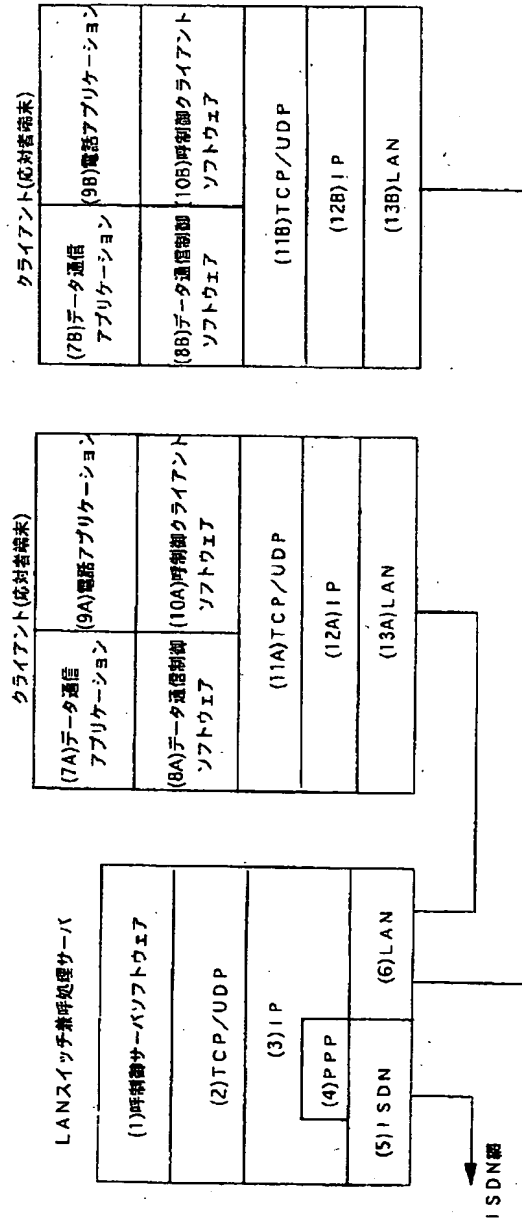 LANスイッチ兼呼処理サーバ
(1)呼制御サーバソフトウェア
(2)TCP/UDP
(3)IP
(4)PPP
(5)ISDN
(6)LAN
ISDN網
クライアント(応対者端末)
(7A)データ通信
アプリケーション
(9A)電話アプリケーション
(8A)データ通信制御
ソフトウェア
(10A)呼制御クライアント
ソフトウェア
(11A)TCP/UDP
(12A)IP
(13A)LAN
クライアント(応対者端末)
(7B)データ通信
アプリケーション
(9B)電話アプリケーション
(8B)データ通信制御
ソフトウェア
(10B)呼制御クライアント
ソフトウェア
(11B)TCP/UDP
(12B)IP
(13B)LAN